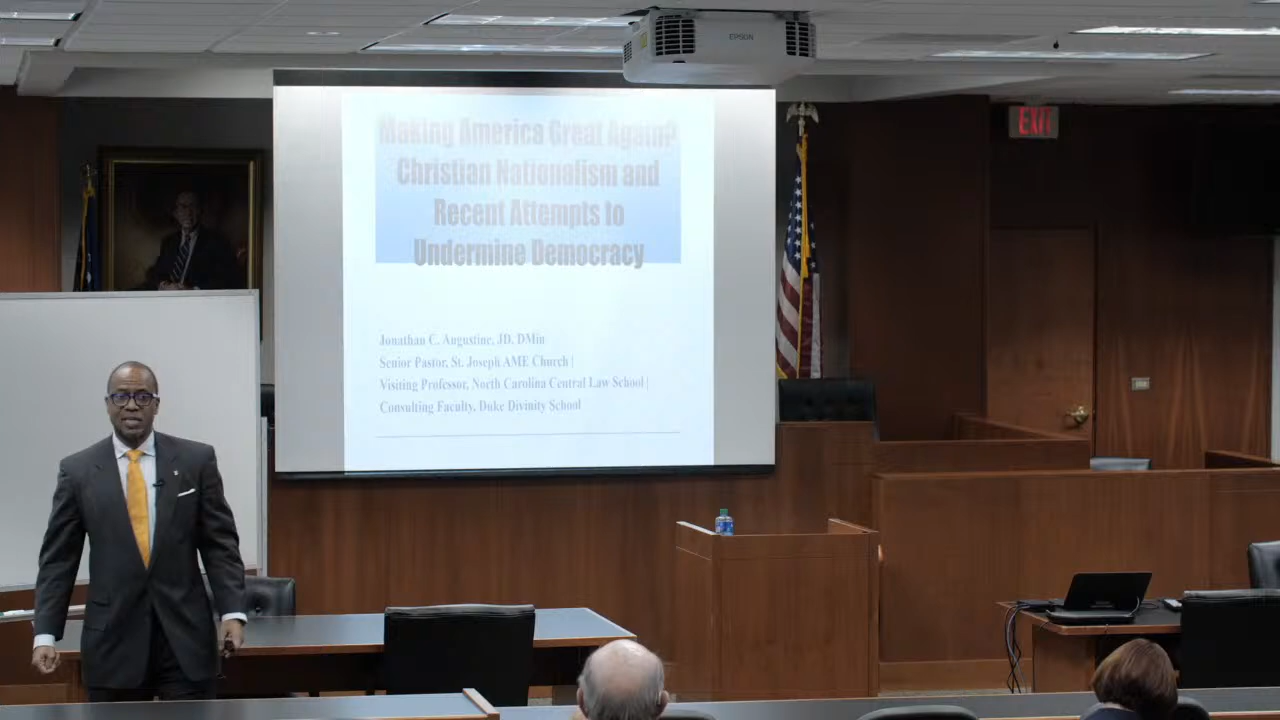 EPSON
EXIT
Making America Great Again?
Christian Nationalism and
Recent Attempts to
Undermine Democracy
Jonathan C. Augustine, JD, DMin
Senior Pastor, St. Joseph AME Church |
Visiting Professor, North Carolina Central Law School |
Consulting Faculty, Duke Divinity School